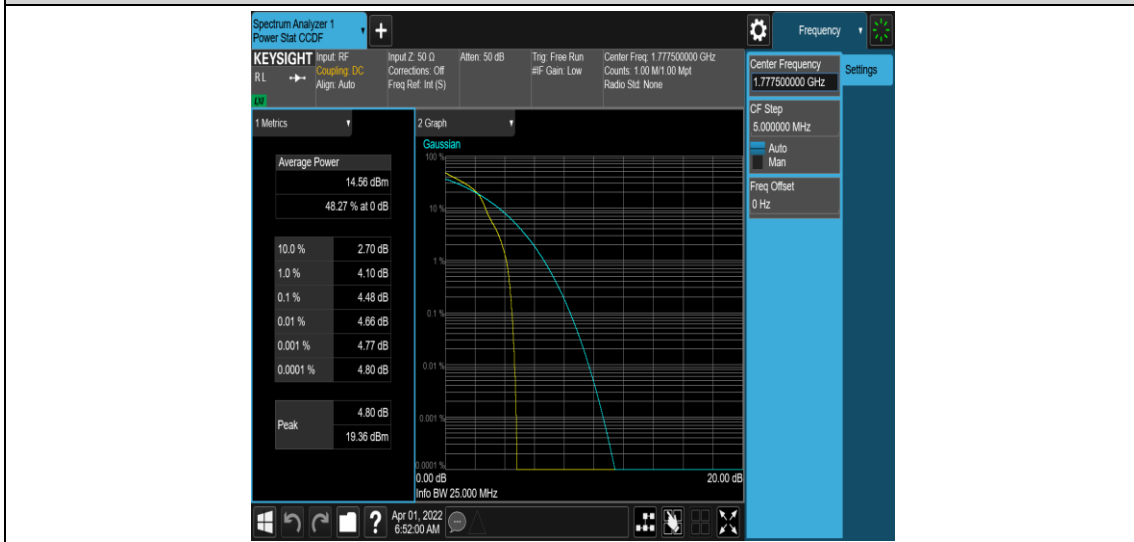 Spectrum Analyzer 1
Power Stat CCDF
+
Frequency
KEYSIGHT
RL
LXI
Input: RF
Coupling: DC
Align: Auto
Input Z: 50 Ω
Corrections: Off
Freq Ref: Int (S)
Atten: 50 dB
Trig: Free Run
#IF Gain: Low
Center Freq: 1.777500000 GHz
Counts: 1.00 M/1.00 Mpt
Radio Std: None
Center Frequency
1.777500000 GHz
Settings
CF Step
5.000000 MHz
Auto
Man
Freq Offset
0 Hz
1 Metrics
Average Power
14.56 dBm
48.27 % at 0 dB
10.0 % 2.70 dB
1.0 % 4.10 dB
0.1 % 4.48 dB
0.01 % 4.66 dB
0.001 % 4.77 dB
0.0001 % 4.80 dB
Peak
4.80 dB
19.36 dBm
2 Graph
Gaussian
100 %
10 %
1 %
0.1 %
0.01 %
0.001 %
0.0001 %
0.00 dB 20.00 dB
Info BW 25.000 MHz
?
Apr 01, 2022
6:52:00 AM